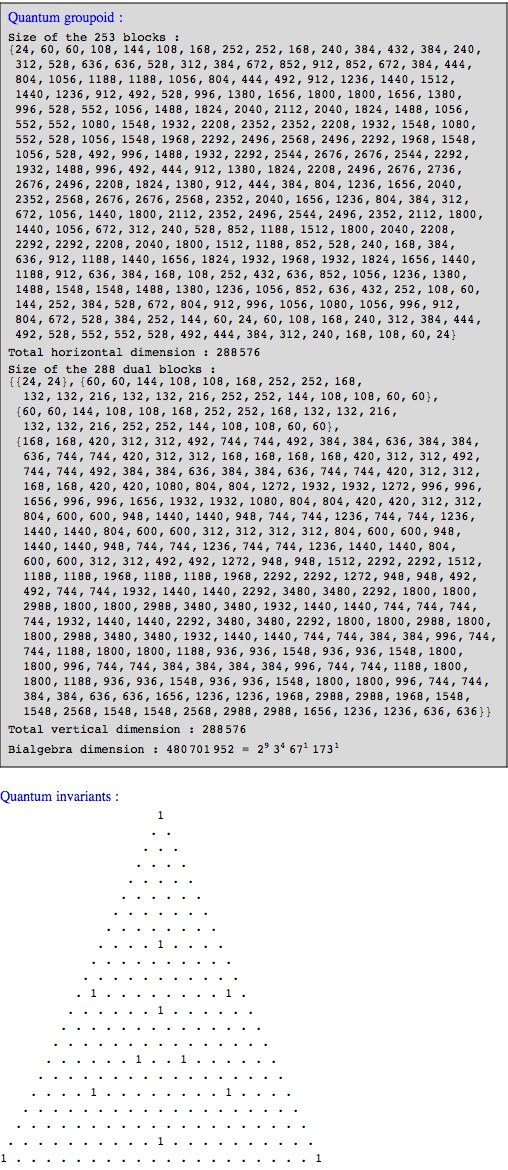 Quantum groupoid :
Size of the 253 blocks :
{24, 60, 60, 108, 144, 108, 168, 252, 252, 168, 240, 384, 432, 384, 240,
312, 528, 636, 636, 528, 312, 384, 672, 852, 912, 852, 672, 384, 444,
804, 1056, 1188, 1188, 1056, 804, 444, 492, 912, 1236, 1440, 1512,
1440, 1236, 912, 492, 528, 996, 1380, 1656, 1800, 1800, 1656, 1380,
996, 528, 552, 1056, 1488, 1824, 2040, 2112, 2040, 1824, 1488, 1056,
552, 552, 1080, 1548, 1932, 2208, 2352, 2352, 2208, 1932, 1548, 1080,
552, 528, 1056, 1548, 1968, 2292, 2496, 2568, 2496, 2292, 1968, 1548,
1056, 528, 492, 996, 1488, 1932, 2292, 2544, 2676, 2676, 2544, 2292,
1932, 1488, 996, 492, 444, 912, 1380, 1824, 2208, 2496, 2676, 2736,
2676, 2496, 2208, 1824, 1380, 912, 444, 384, 804, 1236, 1656, 2040,
2352, 2568, 2676, 2676, 2568, 2352, 2040, 1656, 1236, 804, 384, 312,
672, 1056, 1440, 1800, 2112, 2352, 2496, 2544, 2496, 2352, 2112, 1800,
1440, 1056, 672, 312, 240, 528, 852, 1188, 1512, 1800, 2040, 2208,
2292, 2292, 2208, 2040, 1800, 1512, 1188, 852, 528, 240, 168, 384,
636, 912, 1188, 1440, 1656, 1824, 1932, 1968, 1932, 1824, 1656, 1440,
1188, 912, 636, 384, 168, 108, 252, 432, 636, 852, 1056, 1236, 1380,
1488, 1548, 1548, 1488, 1380, 1236, 1056, 852, 636, 432, 252, 108, 60,
144, 252, 384, 528, 672, 804, 912, 996, 1056, 1080, 1056, 996, 912,
804, 672, 528, 384, 252, 144, 60, 24, 60, 108, 168, 240, 312, 384, 444,
492, 528, 552, 552, 528, 492, 444, 384, 312, 240, 168, 108, 60, 24}
Total horizontal dimension : 288576
Size of the 288 dual blocks :
{{24, 24}, {60, 60, 144, 108, 108, 168, 252, 252, 168,
132, 132, 216, 132, 132, 216, 252, 252, 144, 108, 108, 60, 60},
{60, 60, 144, 108, 108, 168, 252, 252, 168, 132, 132, 216,
132, 132, 216, 252, 252, 144, 108, 108, 60, 60},
{168, 168, 420, 312, 312, 492, 744, 744, 492, 384, 384, 636, 384, 384,
636, 744, 744, 420, 312, 312, 168, 168, 168, 168, 420, 312, 312, 492,
744, 744, 492, 384, 384, 636, 384, 384, 636, 744, 744, 420, 312, 312,
168, 168, 420, 420, 1080, 804, 804, 1272, 1932, 1932, 1272, 996, 996,
1656, 996, 996, 1656, 1932, 1932, 1080, 804, 804, 420, 420, 312, 312,
804, 600, 600, 948, 1440, 1440, 948, 744, 744, 1236, 744, 744, 1236,
1440, 1440, 804, 600, 600, 312, 312, 312, 312, 804, 600, 600, 948,
1440, 1440, 948, 744, 744, 1236, 744, 744, 1236, 1440, 1440, 804,
600, 600, 312, 312, 492, 492, 1272, 948, 948, 1512, 2292, 2292, 1512,
1188, 1188, 1968, 1188, 1188, 1968, 2292, 2292, 1272, 948, 948, 492,
492, 744, 744, 1932, 1440, 1440, 2292, 3480, 3480, 2292, 1800, 1800,
2988, 1800, 1800, 2988, 3480, 3480, 1932, 1440, 1440, 744, 744, 744,
744, 1932, 1440, 1440, 2292, 3480, 3480, 2292, 1800, 1800, 2988, 1800,
1800, 2988, 3480, 3480, 1932, 1440, 1440, 744, 744, 384, 384, 996, 744,
744, 1188, 1800, 1800, 1188, 936, 936, 1548, 936, 936, 1548, 1800,
1800, 996, 744, 744, 384, 384, 384, 384, 996, 744, 744, 1188, 1800,
1800, 1188, 936, 936, 1548, 936, 936, 1548, 1800, 1800, 996, 744, 744,
384, 384, 636, 636, 1656, 1236, 1236, 1968, 2988, 2988, 1968, 1548,
1548, 2568, 1548, 1548, 2568, 2988, 2988, 1656, 1236, 1236, 636, 636}}
Total vertical dimension : 288576
Bialgebra dimension : 480701952 = 2⁹ 3⁴ 67¹ 173¹
Quantum invariants :
1
. .
. . .
. . . .
. . . . .
. . . . . .
. . . . . . .
. . . . . . . .
. . . . 1 . . . .
. . . . . . . . . .
. . . . . . . . . . .
. 1 . . . . . . . . 1 .
. . . . . . 1 . . . . . .
. . . . . . . . . . . . . .
. . . . . . . . . . . . . . .
. . . . . . 1 . . 1 . . . . . .
. . . . . . . . . . . . . . . . .
. . . . 1 . . . . . . . . 1 . . . .
. . . . . . . . . . . . . . . . . . .
. . . . . . . . . . . . . . . . . . . .
. . . . . . . . . . 1 . . . . . . . . . .
1 . . . . . . . . . . . . . . . . . . . . 1